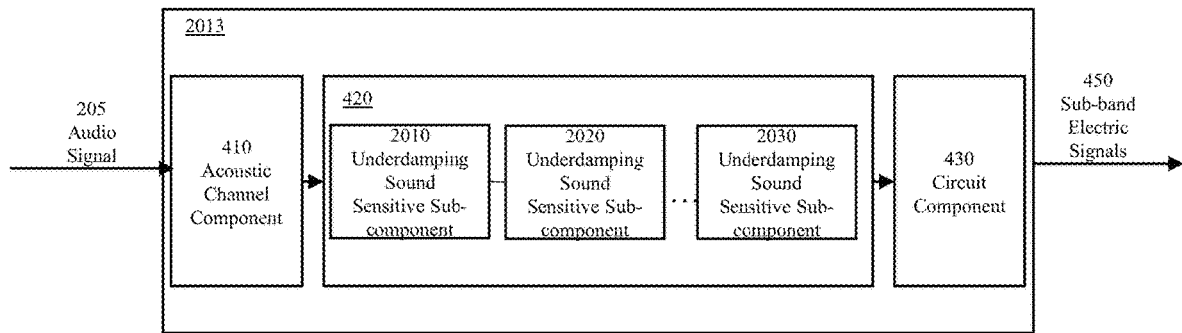 2013
205
Audio
Signal
410
Acoustic
Channel
Component
420
2010
Underdamping
Sound
Sensitive Sub-
component
2020
Underdamping
Sound
Sensitive Sub-
component
...
2030
Underdamping
Sound
Sensitive Sub-
component
430
Circuit
Component
450
Sub-band
Electric
Signals